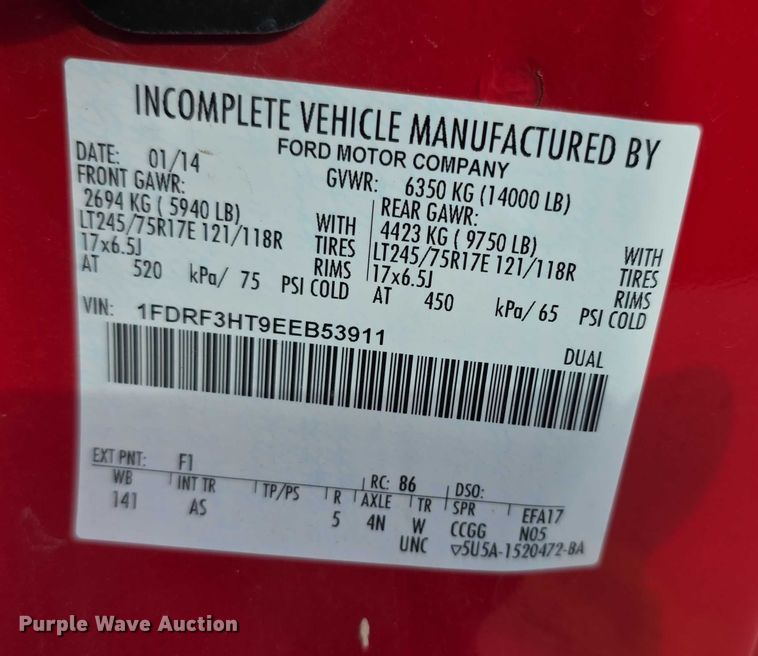 INCOMPLETE VEHICLE MANUFACTURED BY
FORD MOTOR COMPANY
DATE: 01/14
GVWR: 6350 KG (14000 LB)
FRONT GAWR:
2694 KG ( 5940 LB) WITH
LT245/75R17E 121/118R TIRES
17x6.5J RIMS
AT 520 kPa/ 75 PSI COLD
REAR GAWR:
4423 KG ( 9750 LB) WITH
LT245/75R17E 121/118R TIRES
17x6.5J RIMS
AT 450 kPa/ 65 PSI COLD
VIN: 1FDRF3HT9EEB53911
DUAL
EXT PNT: F1 RC: 86 DSO:
WB INT TR TP/PS R AXLE TR SPR EFA17
141 AS 5 4N W CCGG N05
UNC ▽5U5A-1520472-BA
Purple Wave Auction